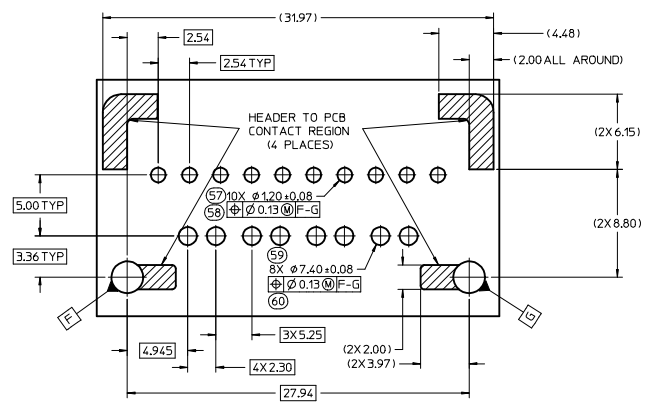 (31.97)
2.54
(4.48)
2.54 TYP
(2.00 ALL AROUND)
HEADER TO PCB
CONTACT REGION
(4 PLACES)
(2X 6.15)
57 10X Ø 1.20 ±0.08
58 ⌖ Ø 0.13 Ⓜ F-G
5.00 TYP
(2X 8.80)
59
3.36 TYP
8X Ø 7.40 ±0.08
⌖ Ø 0.13 Ⓜ F-G
60
F
G
3X 5.25
4.945
(2X 2.00)
(2X 3.97)
4X 2.30
27.94